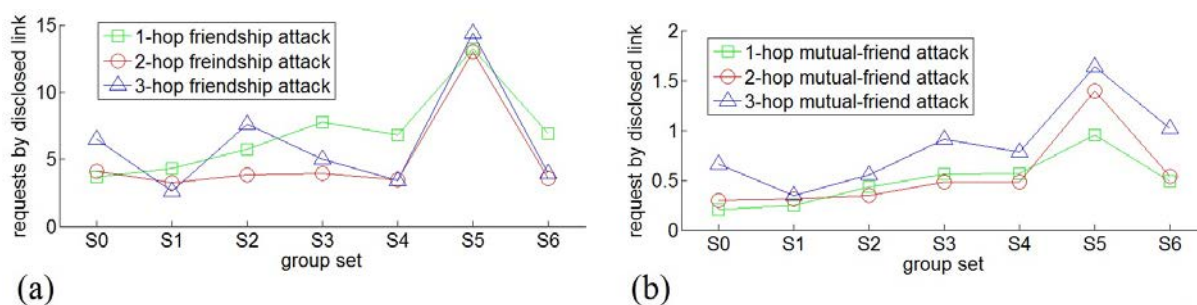 15
10
5
0
requests by disclosed link
1-hop friendship attack
2-hop freindship attack
3-hop friendship attack
S0 S1 S2 S3 S4 S5 S6
group set
(a)
2
1.5
1
0.5
0
request by disclosed link
1-hop mutual-friend attack
2-hop mutual-friend attack
3-hop mutual-friend attack
S0 S1 S2 S3 S4 S5 S6
group set
(b)